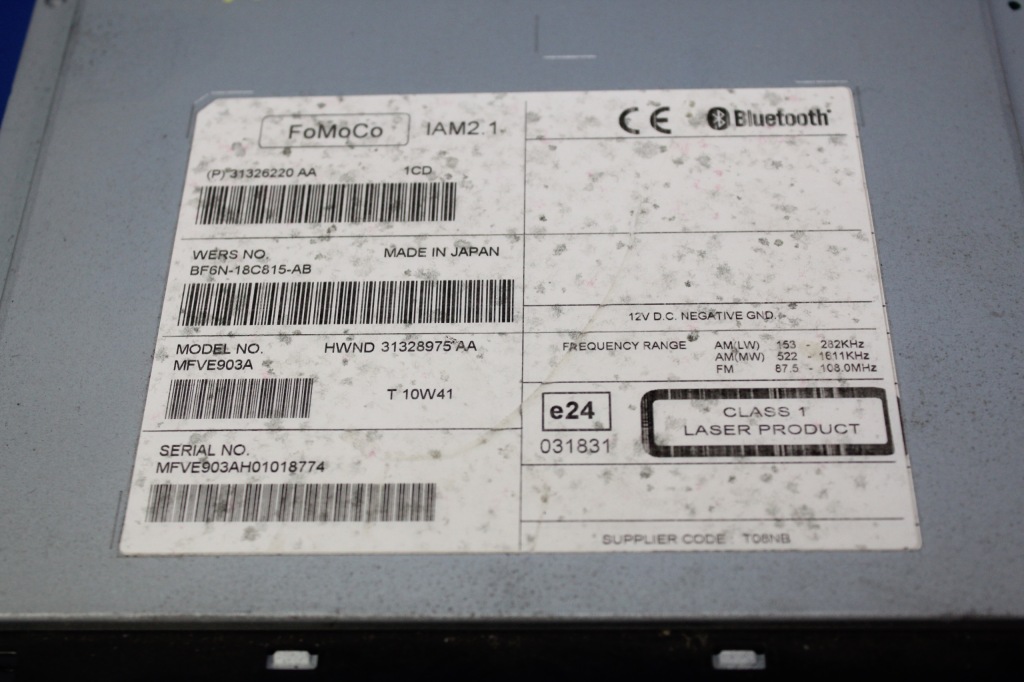 FoMoCo IAM2.1
(P) 31326220 AA 1CD
WERS NO. MADE IN JAPAN
BF6N-18C815-AB
MODEL NO. HWND 31328975 AA
MFVE903A
T 10W41
SERIAL NO.
MFVE903AH01018774
CE Bluetooth
12V D.C. NEGATIVE GND.
FREQUENCY RANGE AM(LW) 153 - 282KHz
AM(MW) 522 - 1611KHz
FM 87.5 - 108.0MHz
e24
031831
CLASS 1
LASER PRODUCT
SUPPLIER CODE T06NB